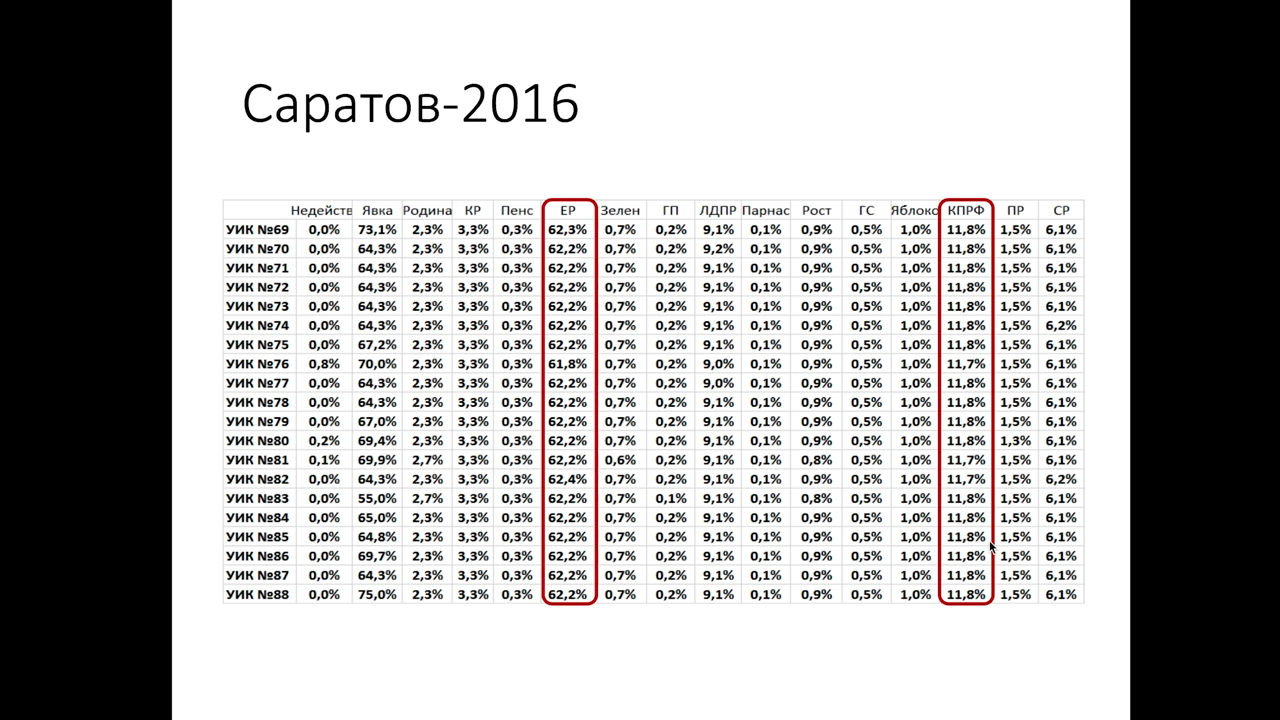 Саратов-2016
Недейств Явка Родина КР Пенс ЕР Зелен ГП ЛДПР Парнас Рост ГС Яблоко КПРФ ПР СР
УИК №69 0,0% 73,1% 2,3% 3,3% 0,3% 62,3% 0,7% 0,2% 9,1% 0,1% 0,9% 0,5% 1,0% 11,8% 1,5% 6,1%
УИК №70 0,0% 64,3% 2,3% 3,3% 0,3% 62,2% 0,7% 0,2% 9,2% 0,1% 0,9% 0,5% 1,0% 11,8% 1,5% 6,1%
УИК №71 0,0% 64,3% 2,3% 3,3% 0,3% 62,2% 0,7% 0,2% 9,1% 0,1% 0,9% 0,5% 1,0% 11,8% 1,5% 6,1%
УИК №72 0,0% 64,3% 2,3% 3,3% 0,3% 62,2% 0,7% 0,2% 9,1% 0,1% 0,9% 0,5% 1,0% 11,8% 1,5% 6,1%
УИК №73 0,0% 64,3% 2,3% 3,3% 0,3% 62,2% 0,7% 0,2% 9,1% 0,1% 0,9% 0,5% 1,0% 11,8% 1,5% 6,1%
УИК №74 0,0% 64,3% 2,3% 3,3% 0,3% 62,2% 0,7% 0,2% 9,1% 0,1% 0,9% 0,5% 1,0% 11,8% 1,5% 6,2%
УИК №75 0,0% 67,2% 2,3% 3,3% 0,3% 62,2% 0,7% 0,2% 9,1% 0,1% 0,9% 0,5% 1,0% 11,8% 1,5% 6,1%
УИК №76 0,8% 70,0% 2,3% 3,3% 0,3% 61,8% 0,7% 0,2% 9,0% 0,1% 0,9% 0,5% 1,0% 11,7% 1,5% 6,1%
УИК №77 0,0% 64,3% 2,3% 3,3% 0,3% 62,2% 0,7% 0,2% 9,0% 0,1% 0,9% 0,5% 1,0% 11,8% 1,5% 6,1%
УИК №78 0,0% 64,3% 2,3% 3,3% 0,3% 62,2% 0,7% 0,2% 9,1% 0,1% 0,9% 0,5% 1,0% 11,8% 1,5% 6,1%
УИК №79 0,0% 67,0% 2,3% 3,3% 0,3% 62,2% 0,7% 0,2% 9,1% 0,1% 0,9% 0,5% 1,0% 11,8% 1,5% 6,1%
УИК №80 0,2% 69,4% 2,3% 3,3% 0,3% 62,2% 0,7% 0,2% 9,1% 0,1% 0,9% 0,5% 1,0% 11,8% 1,3% 6,1%
УИК №81 0,1% 69,9% 2,7% 3,3% 0,3% 62,2% 0,6% 0,2% 9,1% 0,1% 0,8% 0,5% 1,0% 11,7% 1,5% 6,1%
УИК №82 0,0% 64,3% 2,3% 3,3% 0,3% 62,4% 0,7% 0,2% 9,1% 0,1% 0,9% 0,5% 1,0% 11,7% 1,5% 6,2%
УИК №83 0,0% 55,0% 2,7% 3,3% 0,3% 62,2% 0,7% 0,1% 9,1% 0,1% 0,8% 0,5% 1,0% 11,8% 1,5% 6,1%
УИК №84 0,0% 65,0% 2,3% 3,3% 0,3% 62,2% 0,7% 0,2% 9,1% 0,1% 0,9% 0,5% 1,0% 11,8% 1,5% 6,1%
УИК №85 0,0% 64,8% 2,3% 3,3% 0,3% 62,2% 0,7% 0,2% 9,1% 0,1% 0,9% 0,5% 1,0% 11,8% 1,5% 6,1%
УИК №86 0,0% 69,7% 2,3% 3,3% 0,3% 62,2% 0,7% 0,2% 9,1% 0,1% 0,9% 0,5% 1,0% 11,8% 1,5% 6,1%
УИК №87 0,0% 64,3% 2,3% 3,3% 0,3% 62,2% 0,7% 0,2% 9,1% 0,1% 0,9% 0,5% 1,0% 11,8% 1,5% 6,1%
УИК №88 0,0% 75,0% 2,3% 3,3% 0,3% 62,2% 0,7% 0,2% 9,1% 0,1% 0,9% 0,5% 1,0% 11,8% 1,5% 6,1%